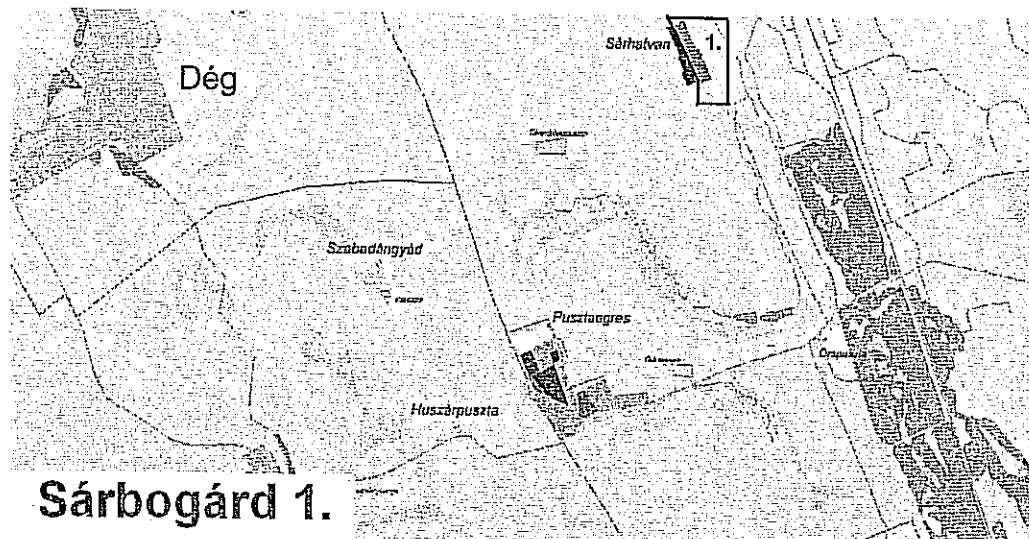 Sárhatvan
1.
Dég
Szabadángyád
Pusztaegres
Huszárpuszta
Sárbogárd 1.